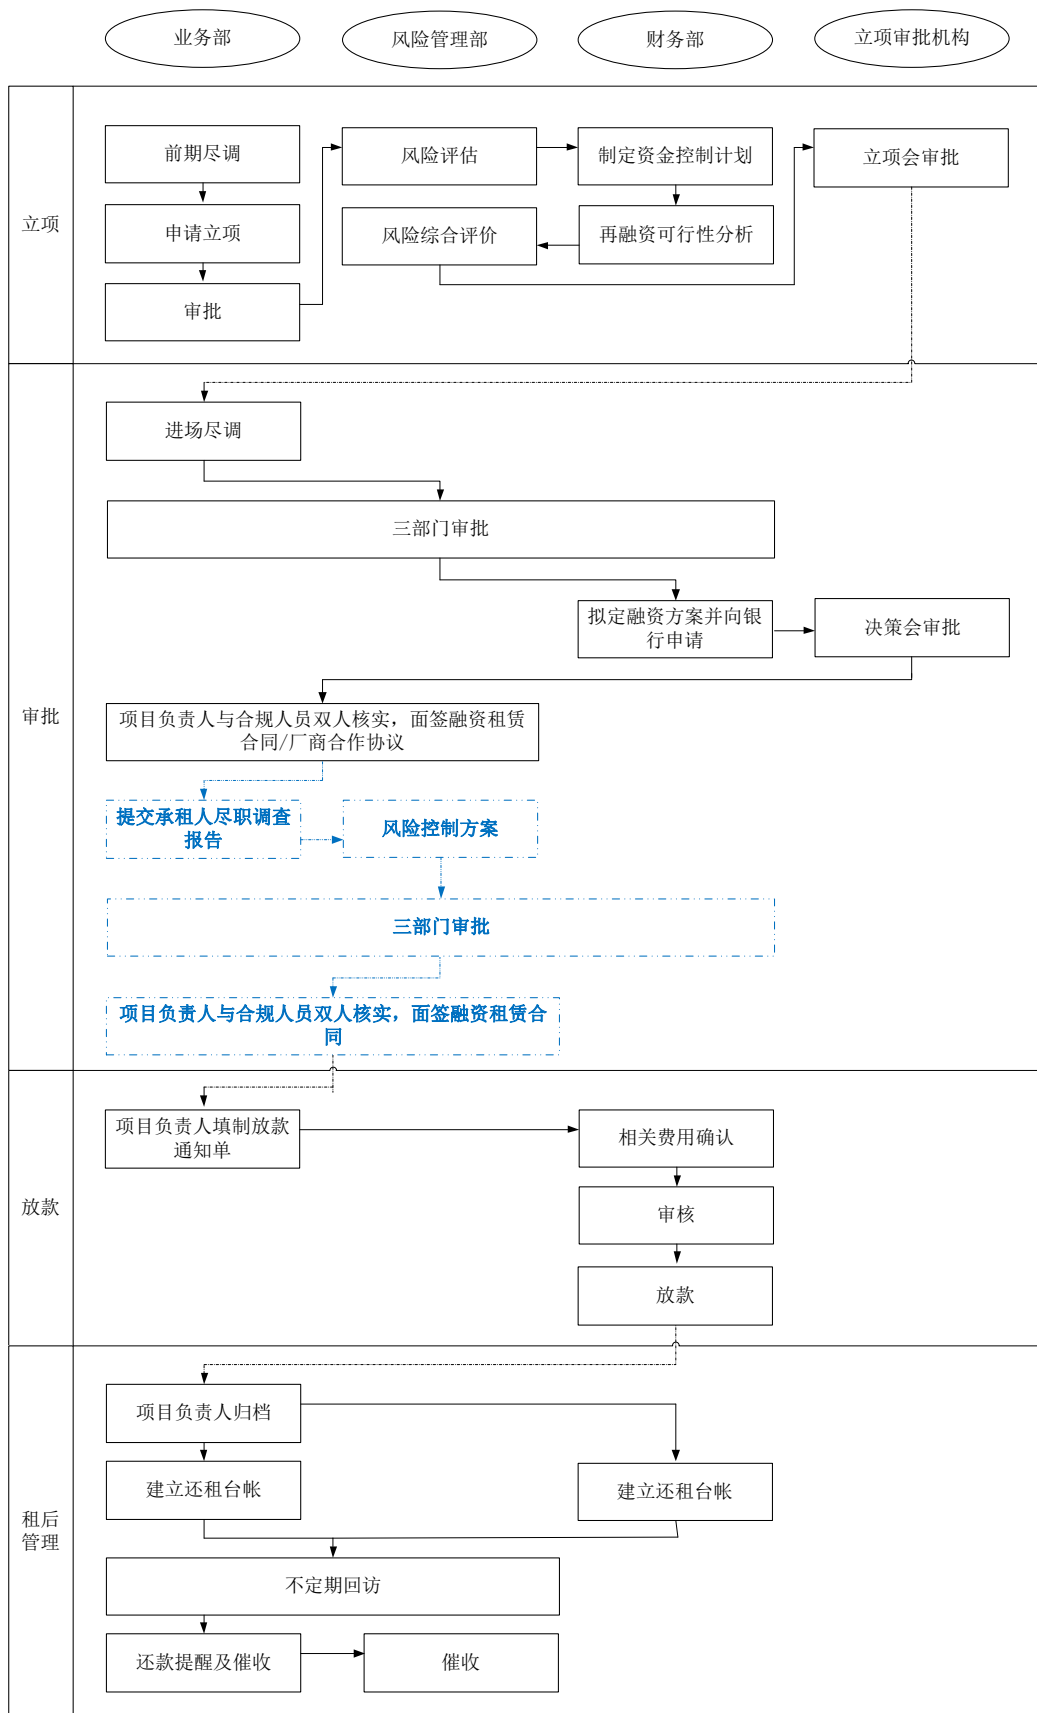 业务部
风险管理部
财务部
立项审批机构
立项
前期尽调
风险评估
制定资金控制计划
立项会审批
申请立项
风险综合评价
再融资可行性分析
审批
审批
进场尽调
三部门审批
拟定融资方案并向银
行申请
决策会审批
项目负责人与合规人员双人核实，面签融资租赁
合同/厂商合作协议
提交承租人尽职调查
报告
风险控制方案
三部门审批
项目负责人与合规人员双人核实，面签融资租赁合
同
放款
项目负责人填制放款
通知单
相关费用确认
审核
放款
租后
管理
项目负责人归档
建立还租台帐
建立还租台帐
不定期回访
还款提醒及催收
催收